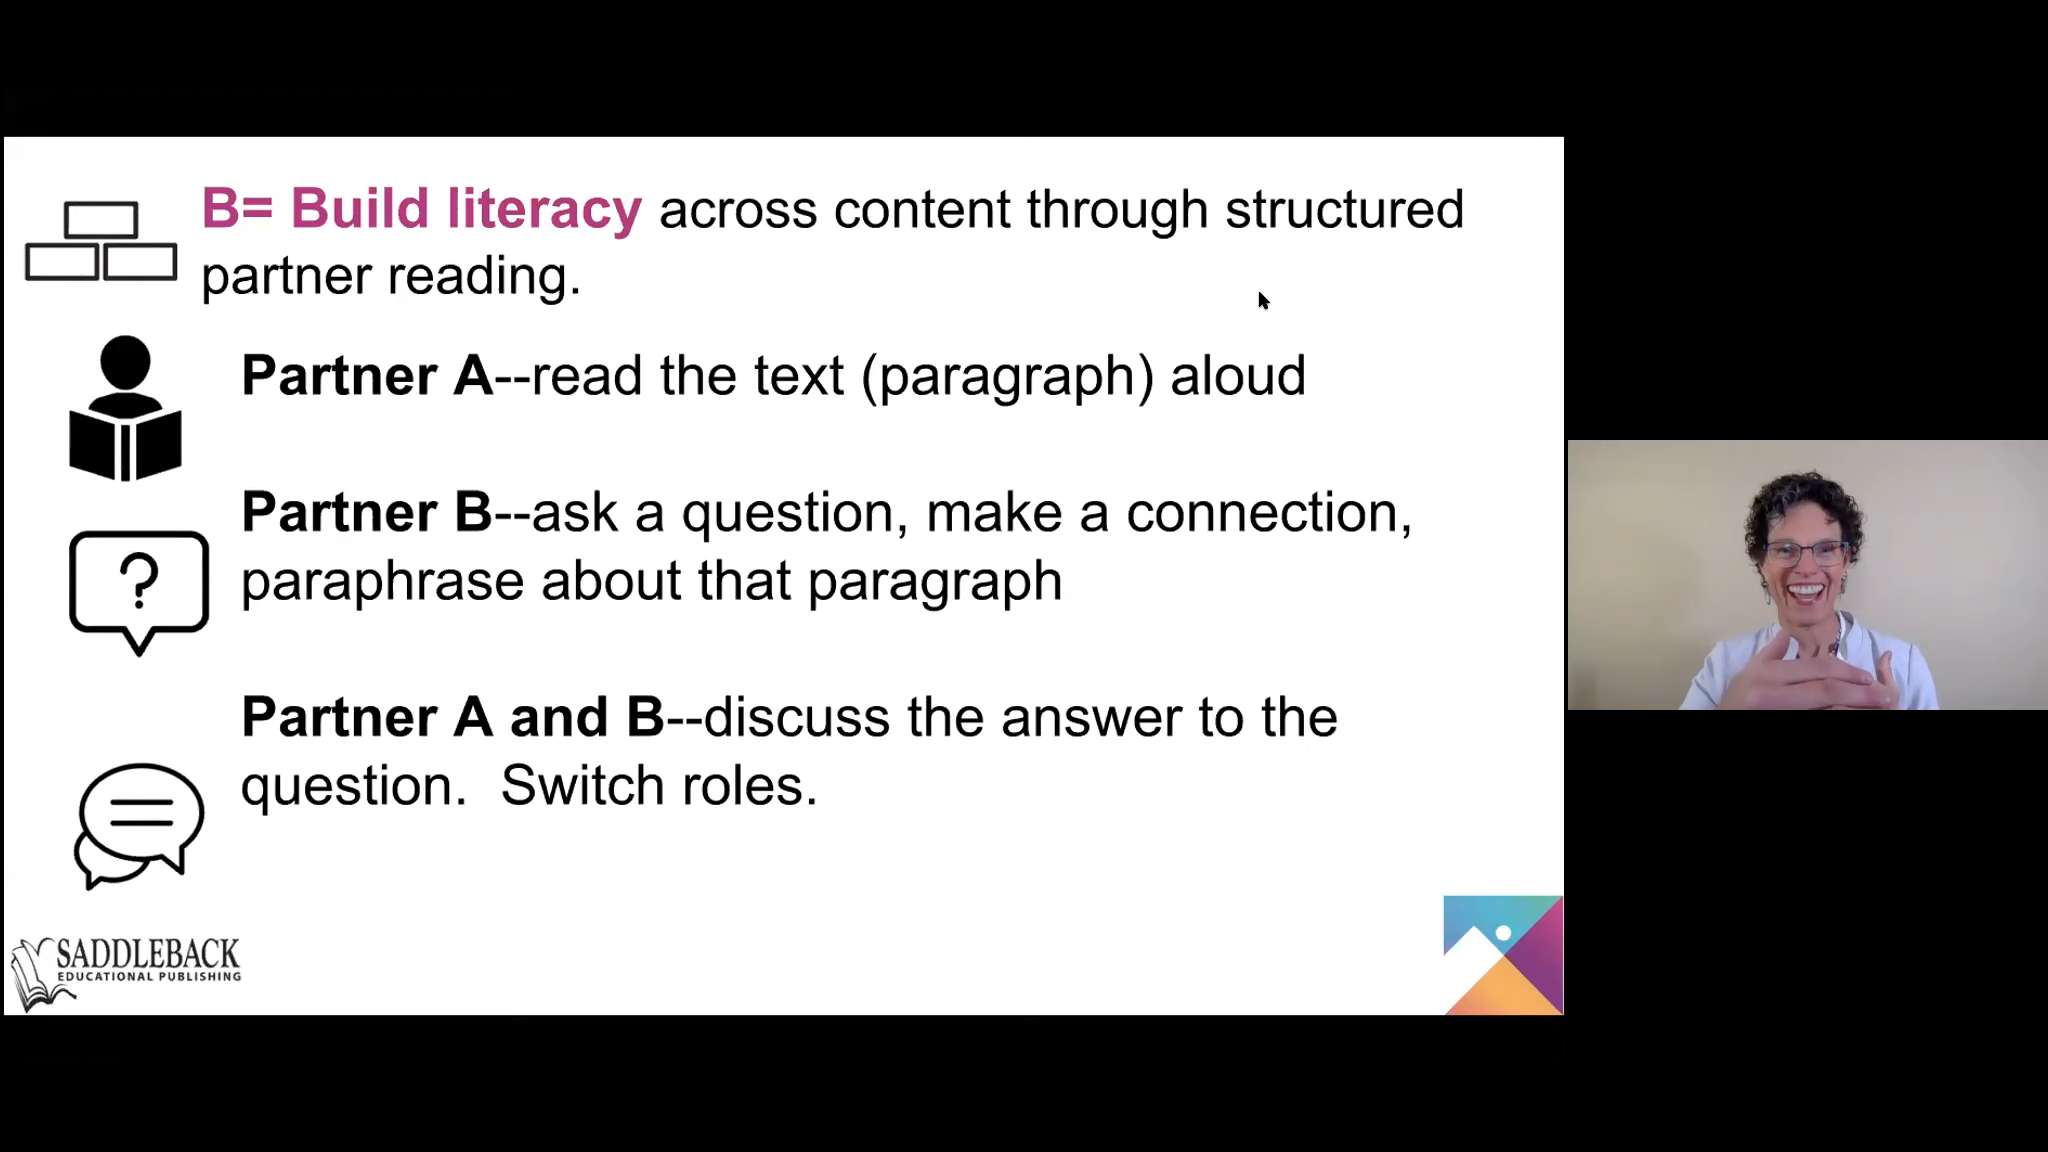 B= Build literacy across content through structured
partner reading.
Partner A--read the text (paragraph) aloud
Partner B--ask a question, make a connection,
paraphrase about that paragraph
?
Partner A and B--discuss the answer to the
question.  Switch roles.
SADDLEBACK
EDUCATIONAL PUBLISHING